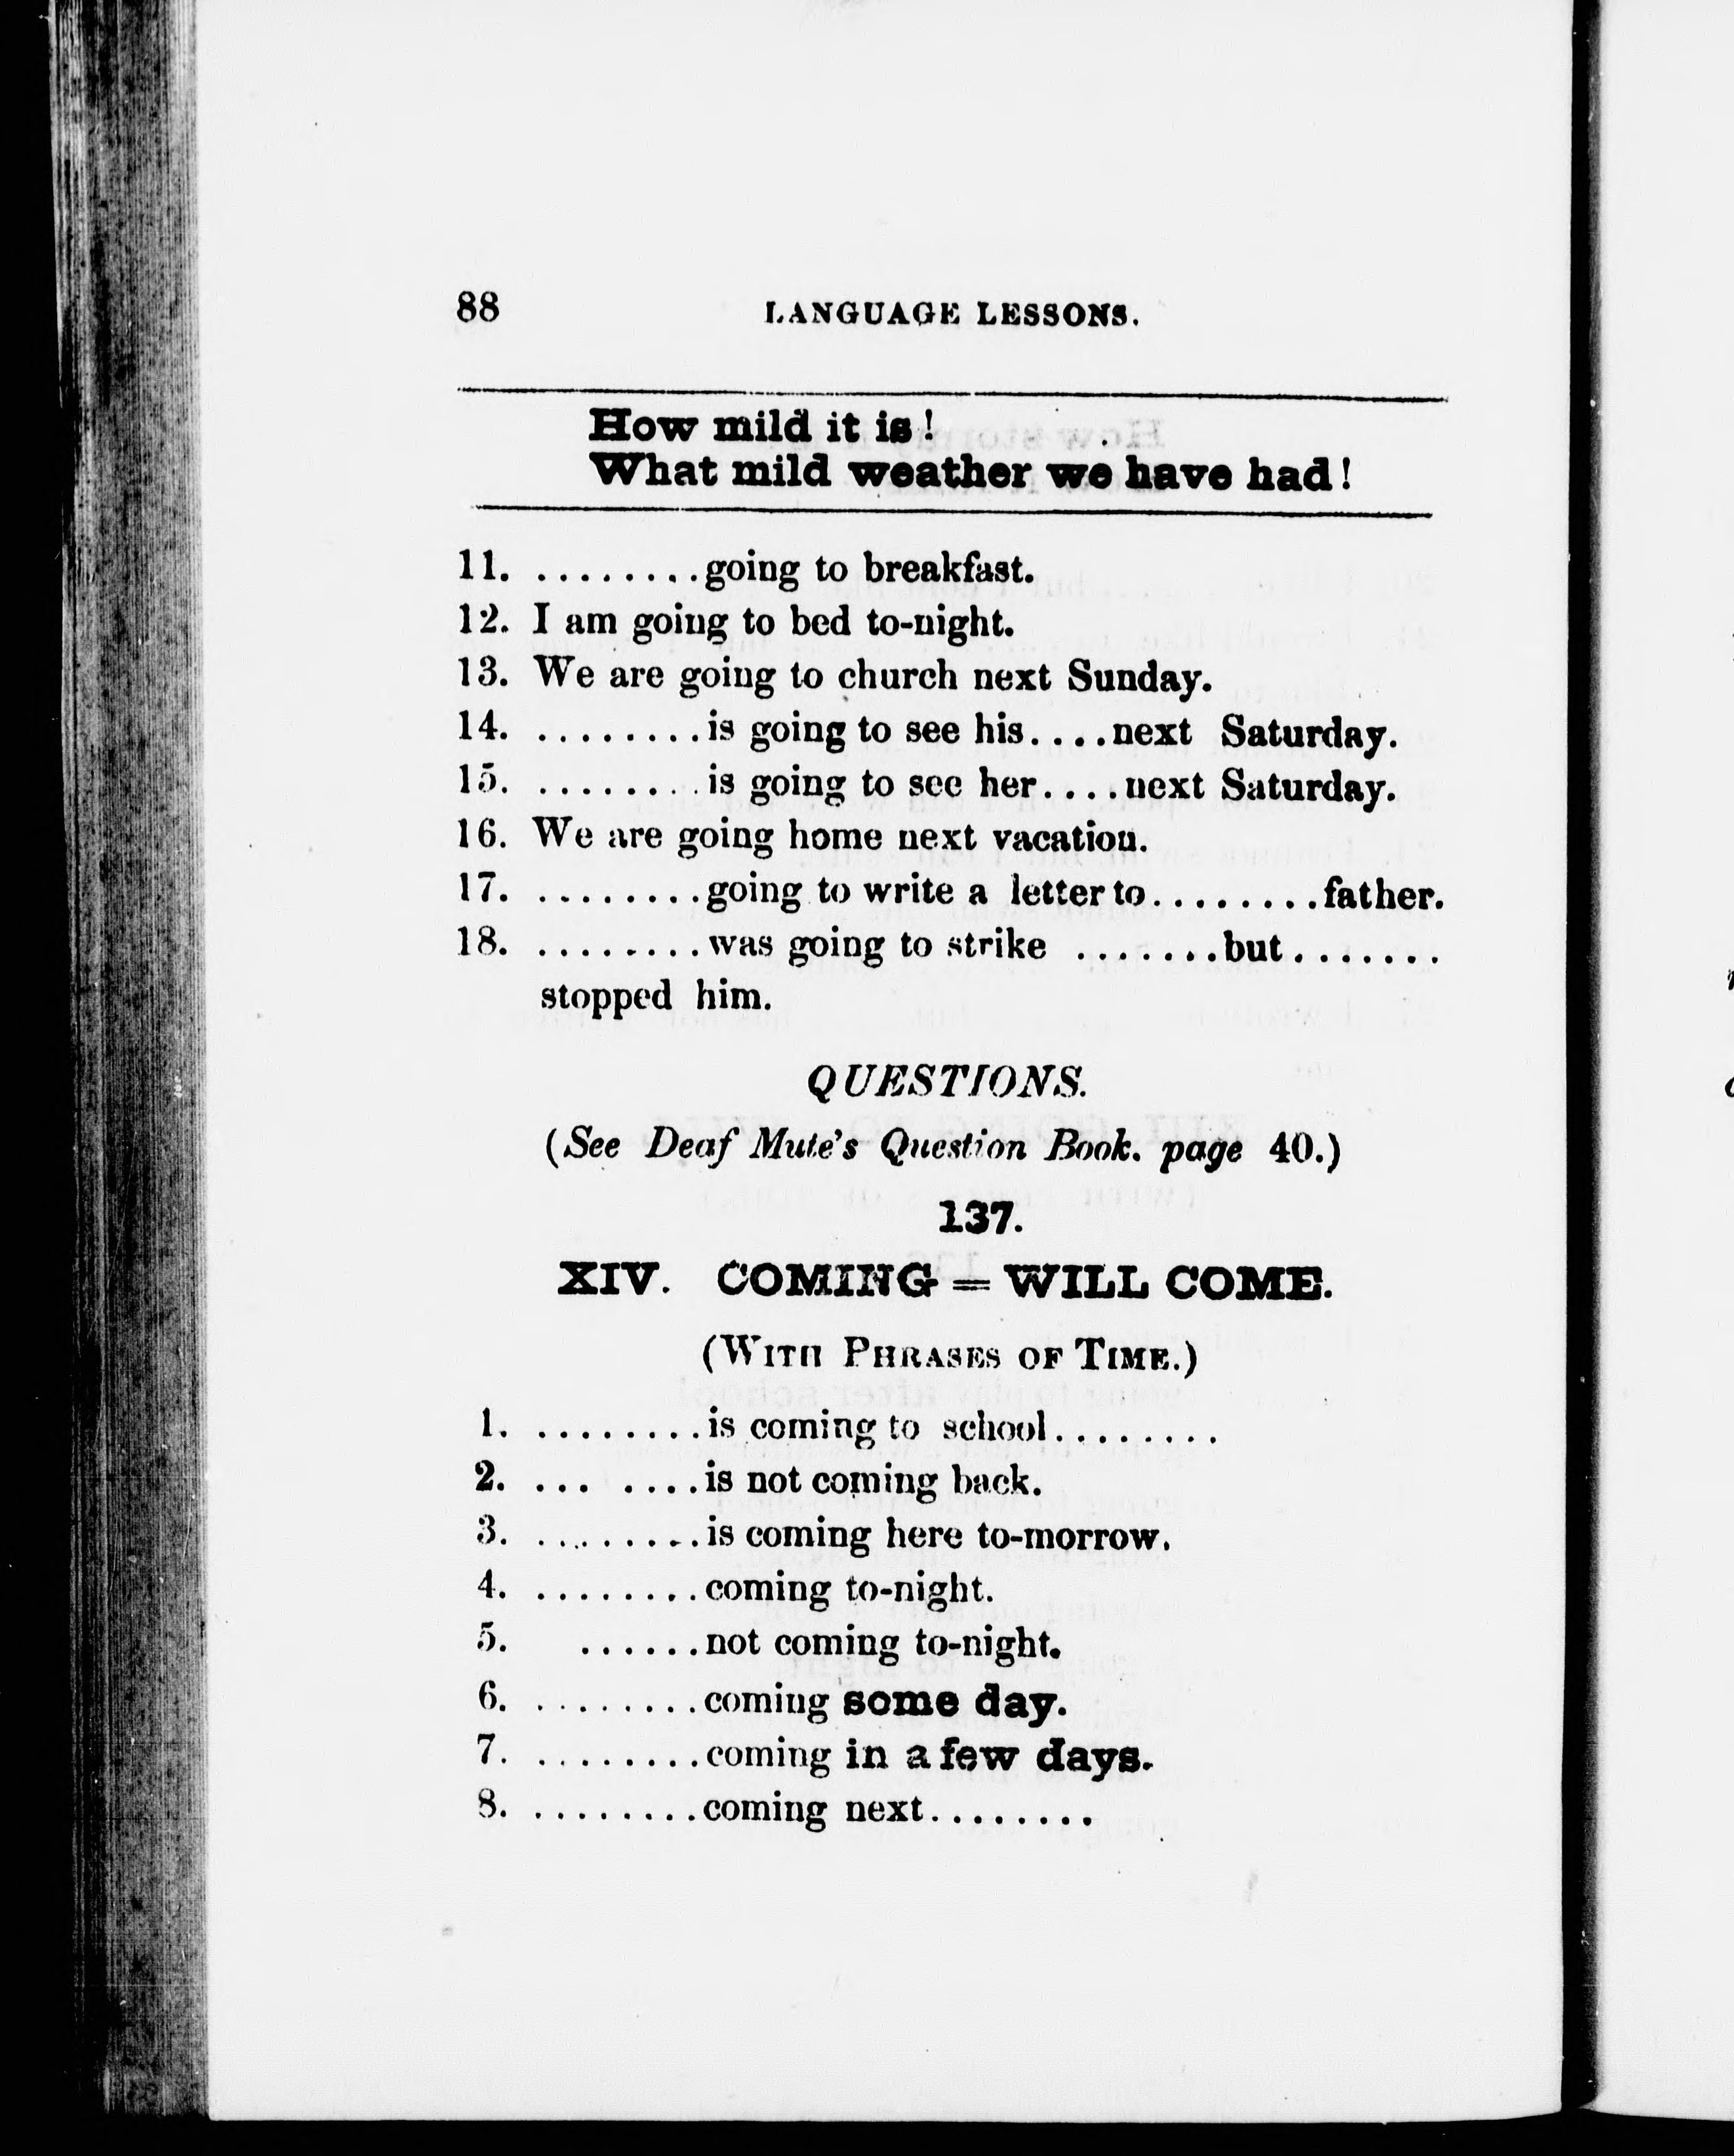 88 LANGUAGE LESSONS.
How mild it is!
What mild weather we have had!
11. .........going to breakfast.
12. I am going to bed to-night.
13. We are going to church next Sunday.
14. .........is going to see his....next Saturday.
15. .........is going to see her....next Saturday.
16. We are going home next vacation.
17. .........going to write a letter to.........father.
18. .........was going to strike .......but.......
stopped him.
QUESTIONS.
(See Deaf Mute's Question Book. page 40.)
137.
XIV. COMING = WILL COME.
(WITH PHRASES OF TIME.)
1. .........is coming to school.........
2. ... ....is not coming back.
3. .........is coming here to-morrow.
4. .........coming to-night.
5. ......not coming to-night.
6. .........coming some day.
7. .........coming in a few days.
8. .........coming next.........